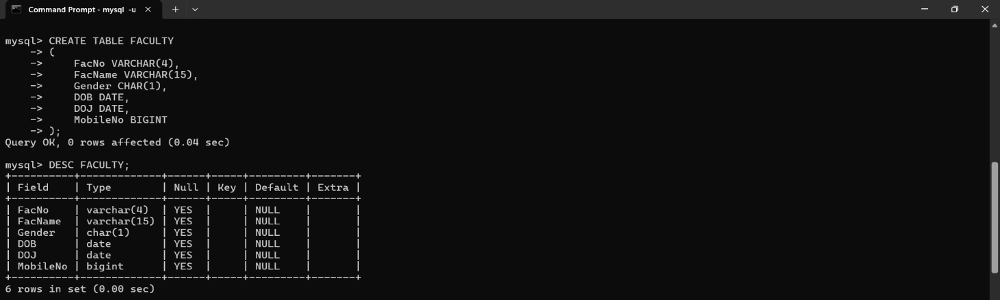 Command Prompt - mysql -u
mysql> CREATE TABLE FACULTY
    -> (
    ->     FacNo VARCHAR(4),
    ->     FacName VARCHAR(15),
    ->     Gender CHAR(1),
    ->     DOB DATE,
    ->     DOJ DATE,
    ->     MobileNo BIGINT
    -> );
Query OK, 0 rows affected (0.04 sec)
mysql> DESC FACULTY;
+----------+-------------+------+-----+---------+-------+
| Field    | Type        | Null | Key | Default | Extra |
+----------+-------------+------+-----+---------+-------+
| FacNo    | varchar(4)  | YES  |     | NULL    |       |
| FacName  | varchar(15) | YES  |     | NULL    |       |
| Gender   | char(1)     | YES  |     | NULL    |       |
| DOB      | date        | YES  |     | NULL    |       |
| DOJ      | date        | YES  |     | NULL    |       |
| MobileNo | bigint      | YES  |     | NULL    |       |
+----------+-------------+------+-----+---------+-------+
6 rows in set (0.00 sec)